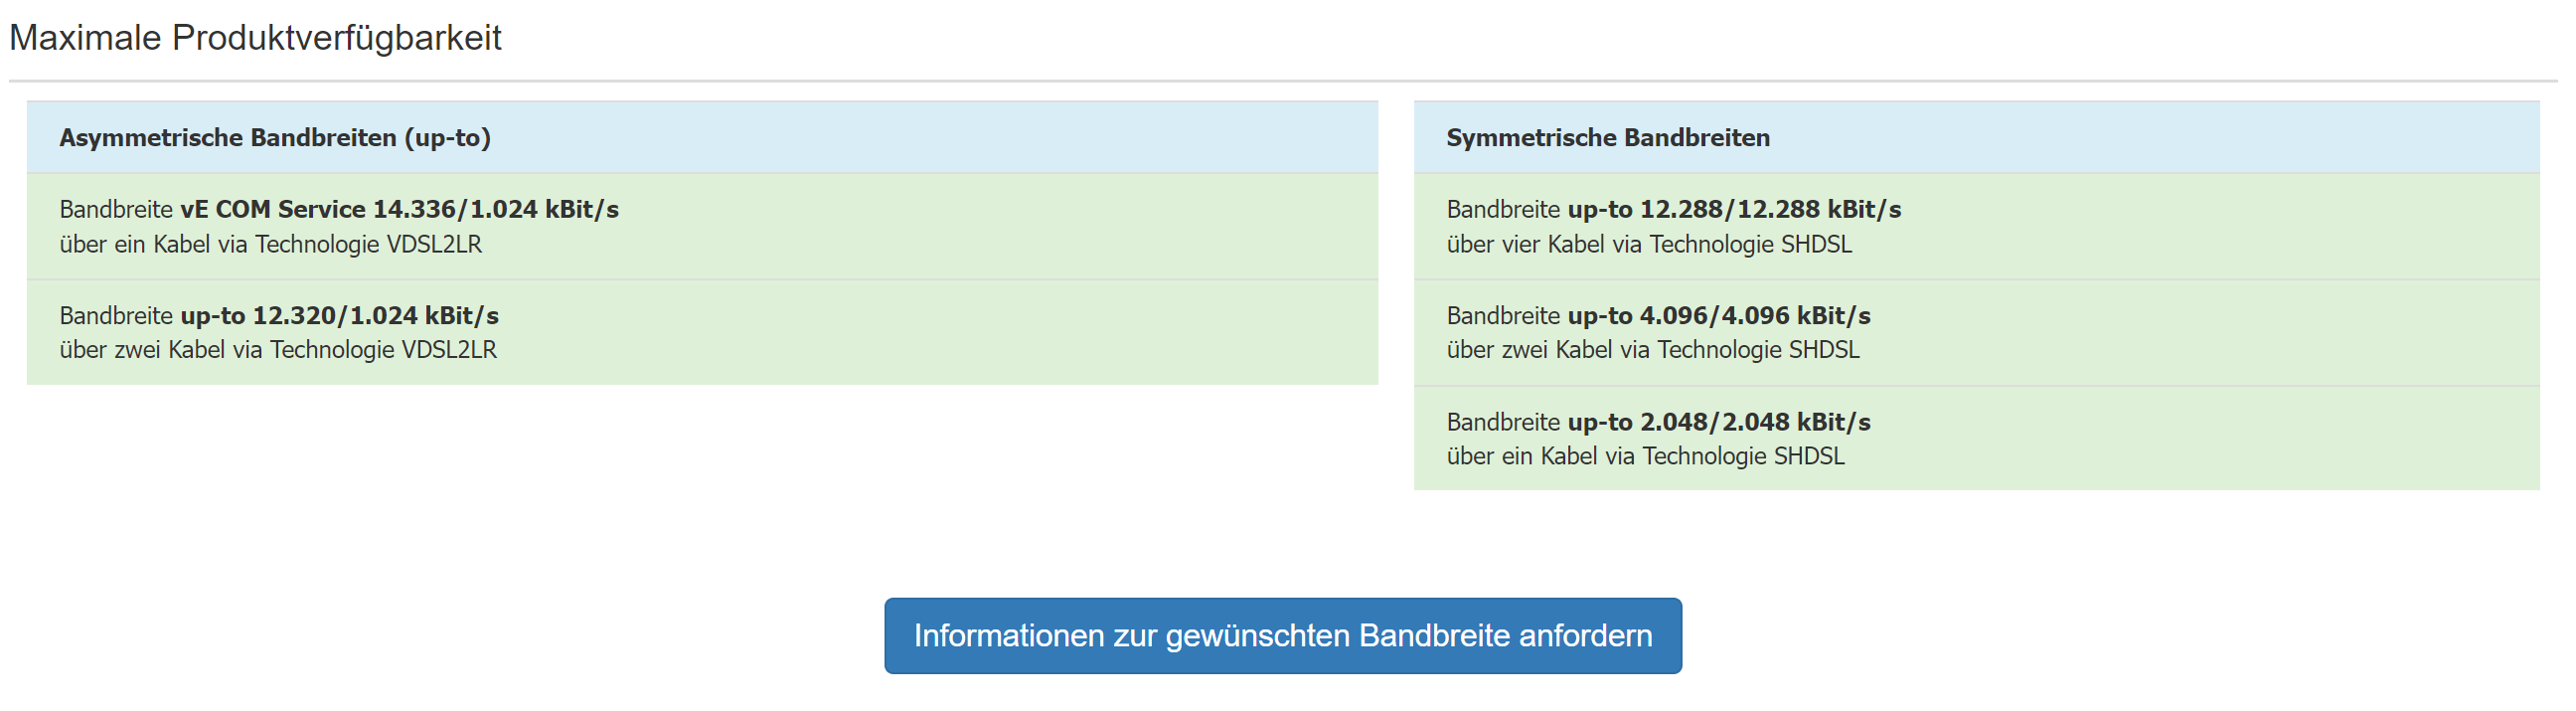 Maximale Produktverfügbarkeit
Asymmetrische Bandbreiten (up-to)
Bandbreite vE COM Service 14.336/1.024 kBit/s
über ein Kabel via Technologie VDSL2LR
Bandbreite up-to 12.320/1.024 kBit/s
über zwei Kabel via Technologie VDSL2LR
Symmetrische Bandbreiten
Bandbreite up-to 12.288/12.288 kBit/s
über vier Kabel via Technologie SHDSL
Bandbreite up-to 4.096/4.096 kBit/s
über zwei Kabel via Technologie SHDSL
Bandbreite up-to 2.048/2.048 kBit/s
über ein Kabel via Technologie SHDSL
Informationen zur gewünschten Bandbreite anfordern